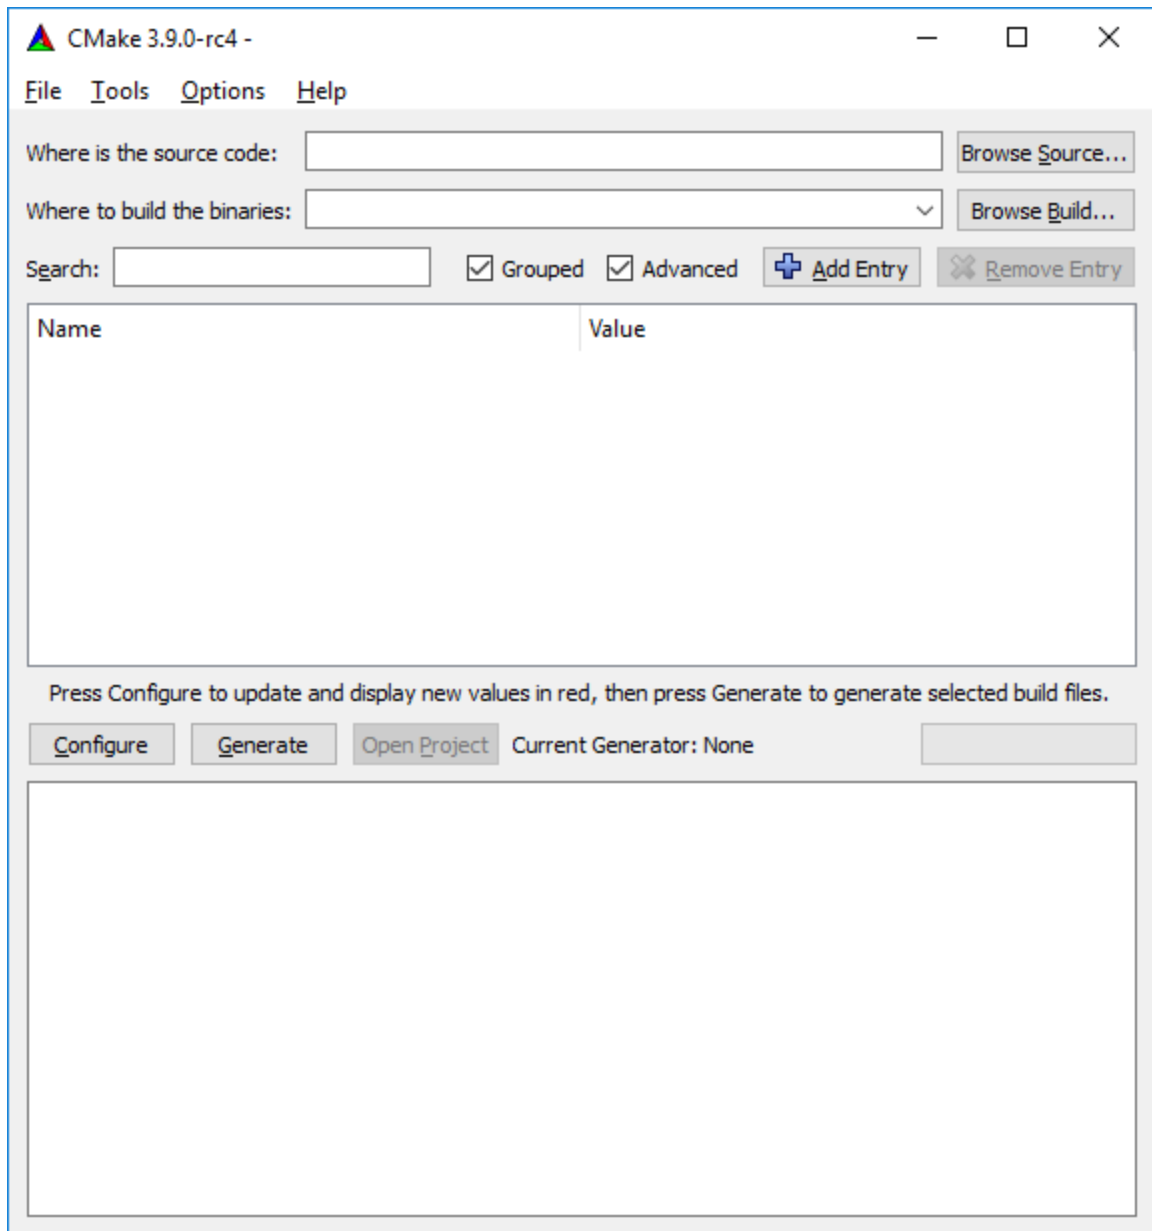 CMake 3.9.0-rc4 -
File Tools Options Help
Where is the source code: Browse Source...
Where to build the binaries: Browse Build...
Search: Grouped Advanced Add Entry Remove Entry
Name Value
Press Configure to update and display new values in red, then press Generate to generate selected build files.
Configure Generate Open Project Current Generator: None